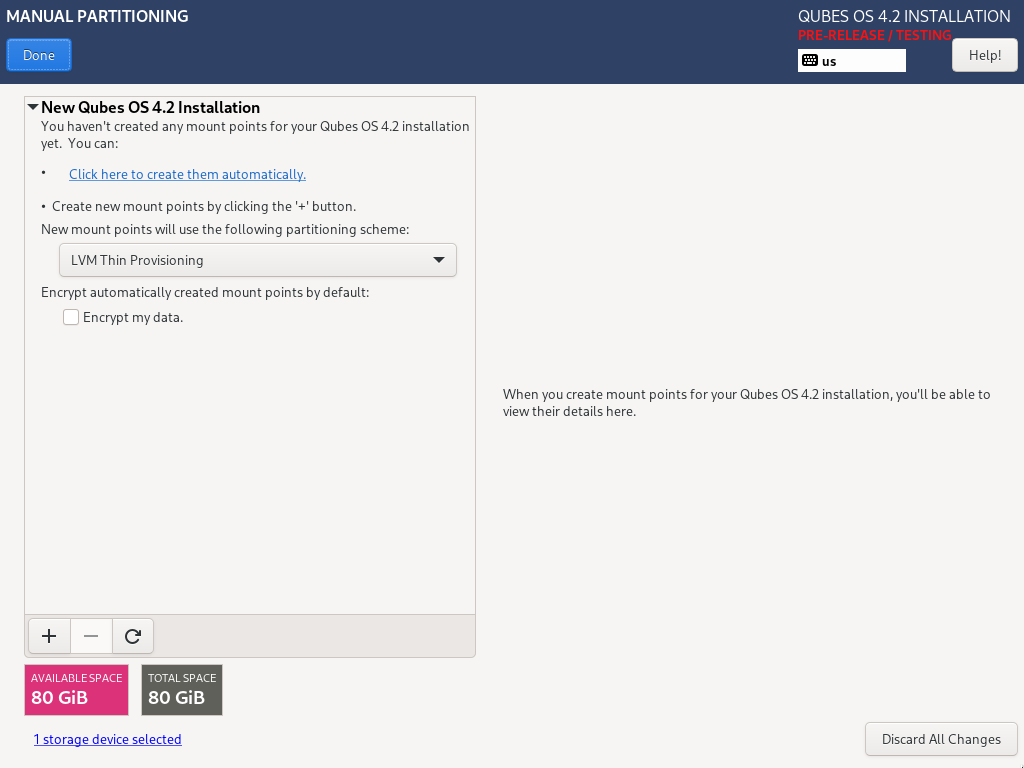 MANUAL PARTITIONING
QUBES OS 4.2 INSTALLATION
PRE-RELEASE / TESTING
Done
us
Help!
New Qubes OS 4.2 Installation
You haven't created any mount points for your Qubes OS 4.2 installation
yet.  You can:
• Click here to create them automatically.
• Create new mount points by clicking the '+' button.
New mount points will use the following partitioning scheme:
LVM Thin Provisioning
Encrypt automatically created mount points by default:
Encrypt my data.
When you create mount points for your Qubes OS 4.2 installation, you'll be able to
view their details here.
AVAILABLE SPACE
80 GiB
TOTAL SPACE
80 GiB
1 storage device selected
Discard All Changes